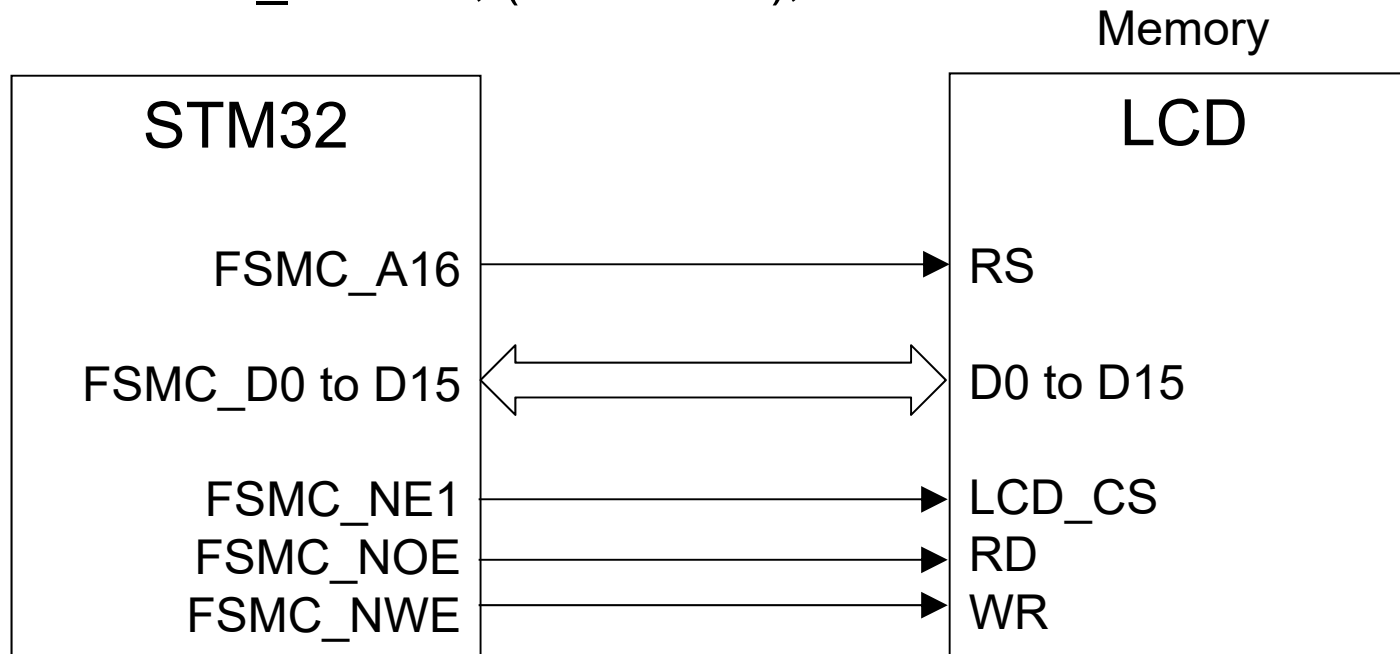 Memory
STM32
LCD
FSMC_A16
RS
FSMC_D0 to D15
D0 to D15
FSMC_NE1
LCD_CS
FSMC_NOE
RD
FSMC_NWE
WR